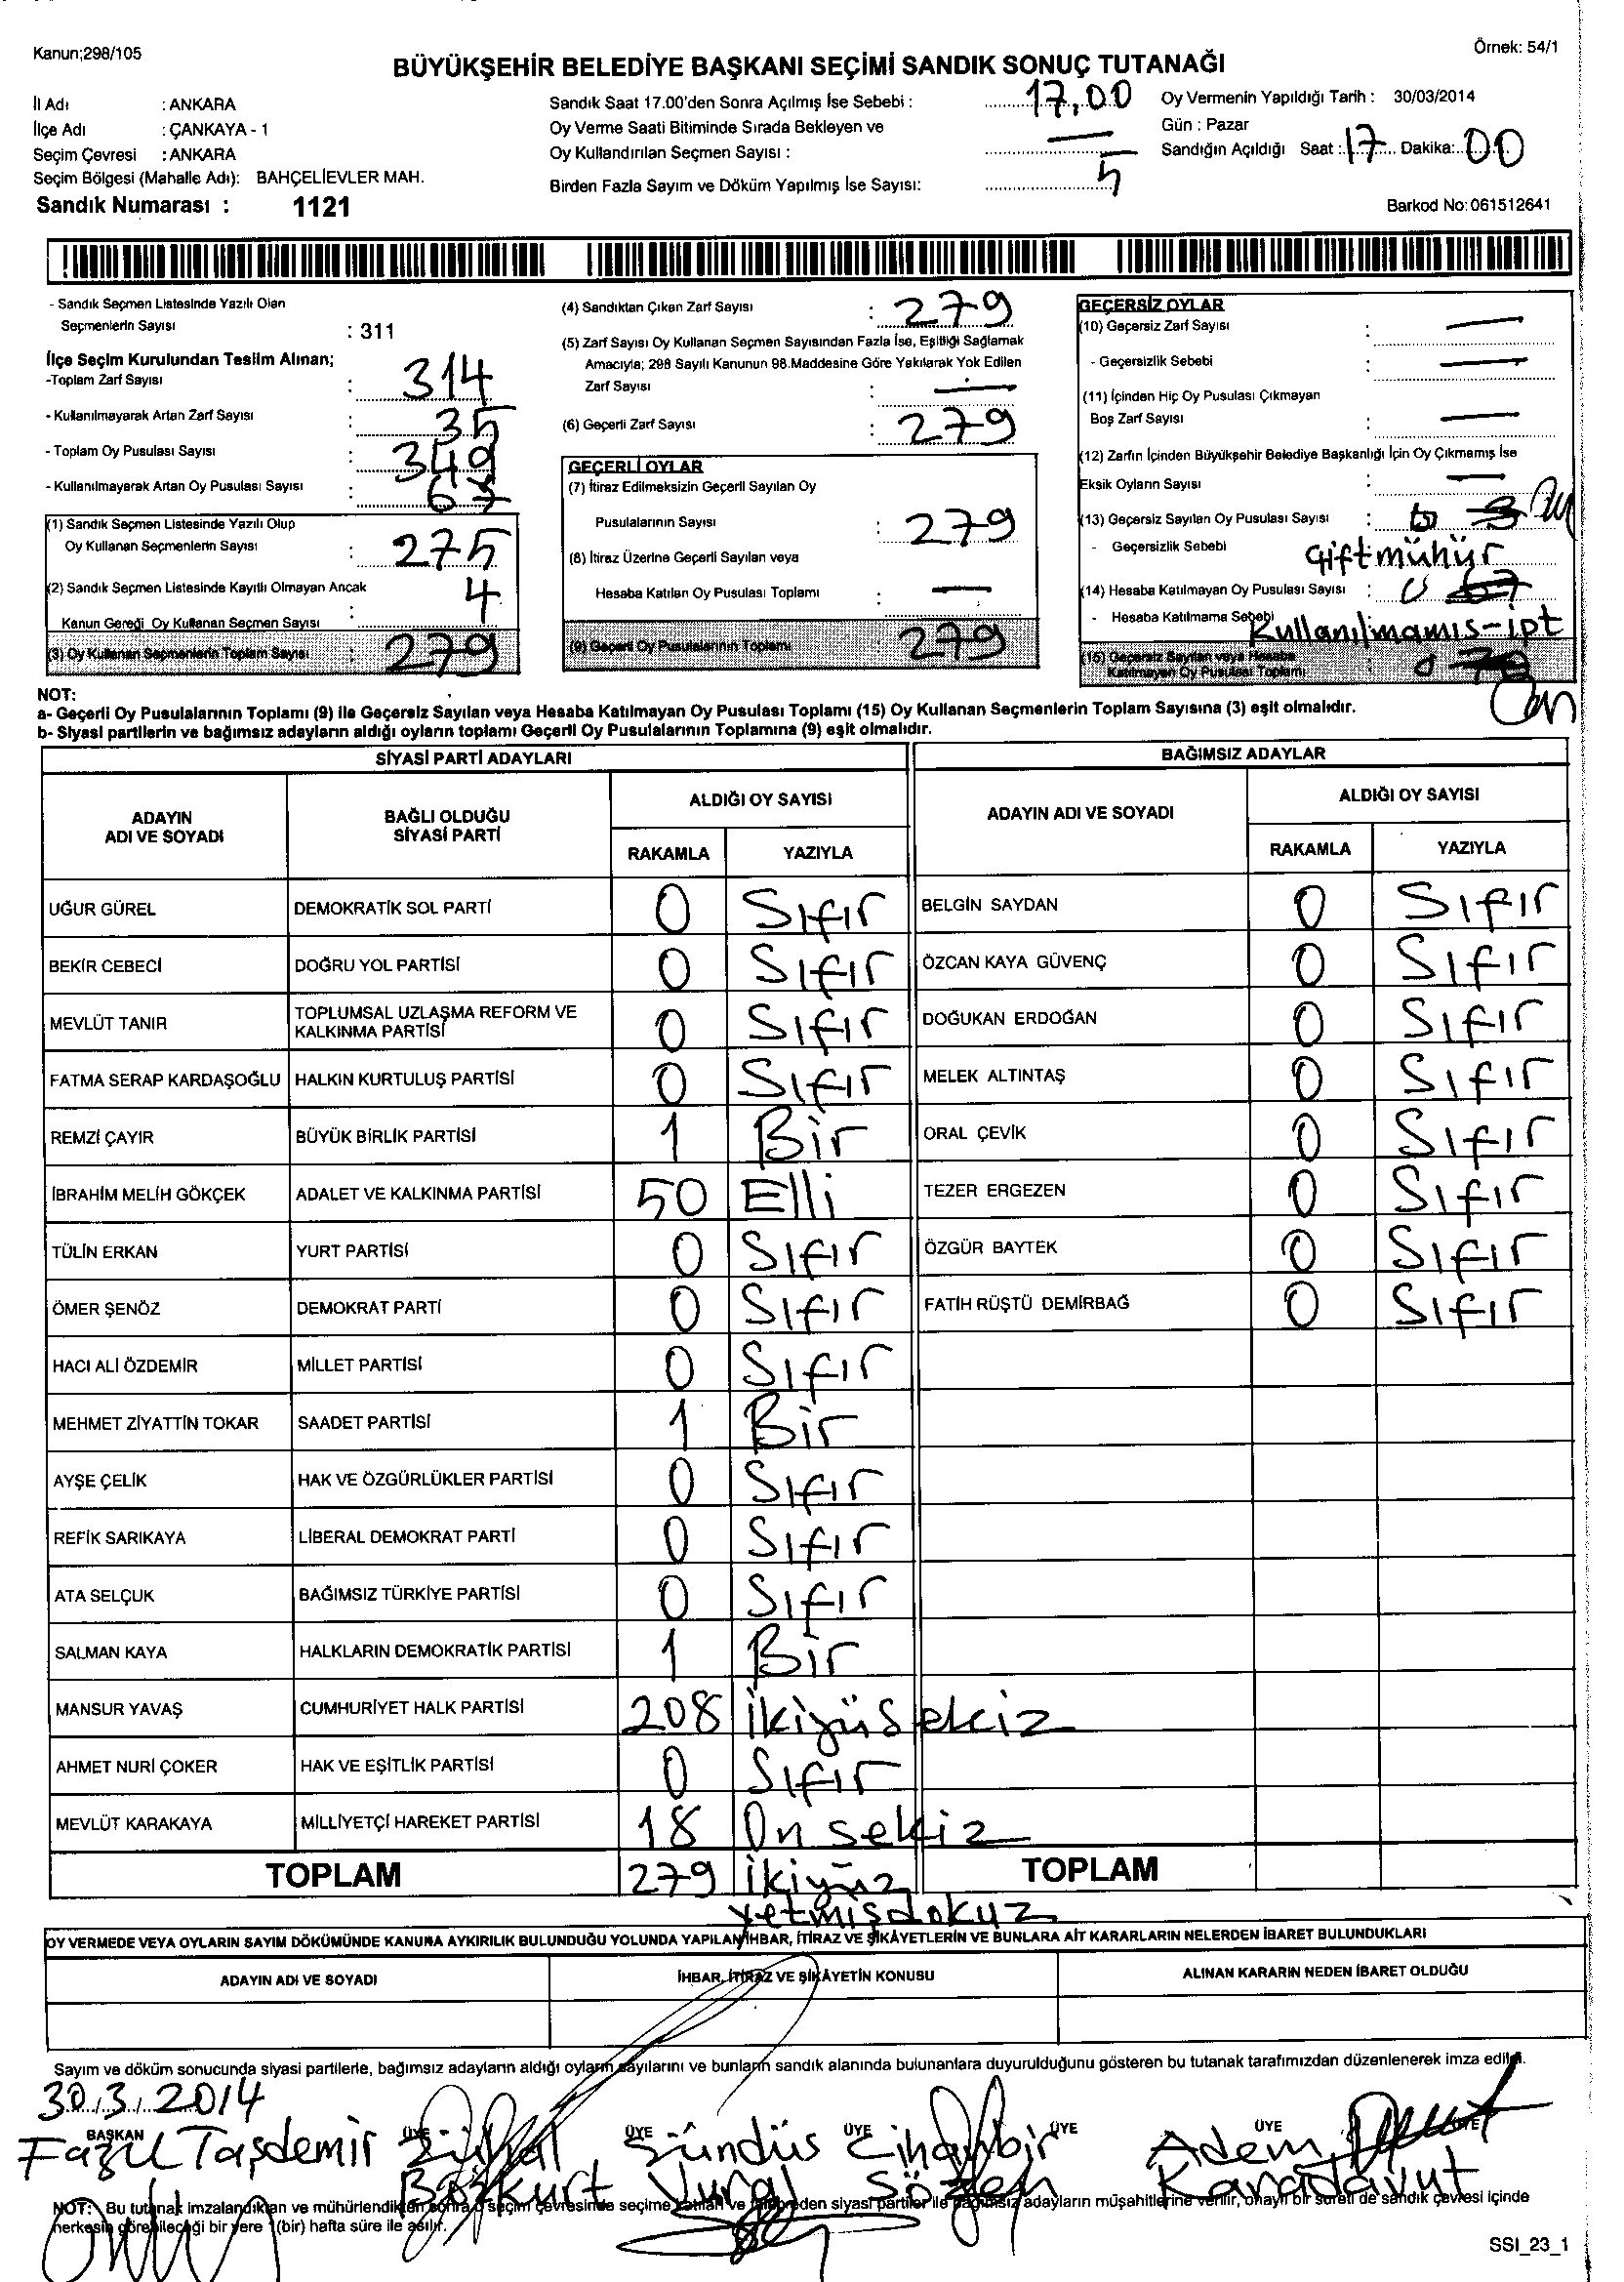 Kanun;298/105
Örnek: 54/1
BÜYÜKŞEHİR BELEDİYE BAŞKANI SEÇİMİ SANDIK SONUÇ TUTANAĞI
İl Adı : ANKARA
İlçe Adı : ÇANKAYA - 1
Seçim Çevresi : ANKARA
Seçim Bölgesi (Mahalle Adı): BAHÇELİEVLER MAH.
Sandık Numarası : 1121
Sandık Saat 17.00'den Sonra Açılmış İse Sebebi : 17,00
Oy Verme Saati Bitiminde Sırada Bekleyen ve
Oy Kullandırılan Seçmen Sayısı : —
Birden Fazla Sayım ve Döküm Yapılmış İse Sayısı: 5
Oy Vermenin Yapıldığı Tarih : 30/03/2014
Gün : Pazar
Sandığın Açıldığı Saat : 17 Dakika: 00
Barkod No: 061512641
- Sandık Seçmen Listesinde Yazılı Olan
Seçmenlerin Sayısı : 311
İlçe Seçim Kurulundan Teslim Alınan;
-Toplam Zarf Sayısı : 314
- Kullanılmayarak Artan Zarf Sayısı : 35
- Toplam Oy Pusulası Sayısı : 349
- Kullanılmayarak Artan Oy Pusulası Sayısı : 67
(1) Sandık Seçmen Listesinde Yazılı Olup
Oy Kullanan Seçmenlerin Sayısı : 275
(2) Sandık Seçmen Listesinde Kayıtlı Olmayan Ancak
Kanun Gereği Oy Kullanan Seçmen Sayısı : 4
(3) Oy Kullanan Seçmenlerin Toplam Sayısı : 279
(4) Sandıktan Çıkan Zarf Sayısı : 279
(5) Zarf Sayısı Oy Kullanan Seçmen Sayısından Fazla İse, Eşitliği Sağlamak
Amacıyla; 298 Sayılı Kanunun 98.Maddesine Göre Yakılarak Yok Edilen
Zarf Sayısı : —
(6) Geçerli Zarf Sayısı : 279
GEÇERLİ OYLAR
(7) İtiraz Edilmeksizin Geçerli Sayılan Oy
Pusulalarının Sayısı : 279
(8) İtiraz Üzerine Geçerli Sayılan veya
Hesaba Katılan Oy Pusulası Toplamı : —
(9) Geçerli Oy Pusulalarının Toplamı : 279
GEÇERSİZ OYLAR
(10) Geçersiz Zarf Sayısı : —
- Geçersizlik Sebebi : —
(11) İçinden Hiç Oy Pusulası Çıkmayan
Boş Zarf Sayısı : —
(12) Zarfın İçinden Büyükşehir Belediye Başkanlığı İçin Oy Çıkmamış İse
Eksik Oyların Sayısı : —
(13) Geçersiz Sayılan Oy Pusulası Sayısı :
- Geçersizlik Sebebi Çiftmühür
(14) Hesaba Katılmayan Oy Pusulası Sayısı : 0 67
- Hesaba Katılmama Sebebi Kullanılmamış-ipt
(15) Geçersiz Sayılan veya Hesaba
Katılmayan Oy Pusulası Toplamı : 0
NOT:
a- Geçerli Oy Pusulalarının Toplamı (9) ile Geçersiz Sayılan veya Hesaba Katılmayan Oy Pusulası Toplamı (15) Oy Kullanan Seçmenlerin Toplam Sayısına (3) eşit olmalıdır.
b- Siyasi partilerin ve bağımsız adayların aldığı oyların toplamı Geçerli Oy Pusulalarının Toplamına (9) eşit olmalıdır.
SİYASİ PARTİ ADAYLARI
ADAYIN ADI VE SOYADI BAĞLI OLDUĞU SİYASİ PARTİ ALDIĞI OY SAYISI
RAKAMLA YAZIYLA
UĞUR GÜREL DEMOKRATİK SOL PARTİ 0 Sıfır
BEKİR CEBECİ DOĞRU YOL PARTİSİ 0 Sıfır
MEVLÜT TANIR TOPLUMSAL UZLAŞMA REFORM VE KALKINMA PARTİSİ 0 Sıfır
FATMA SERAP KARDAŞOĞLU HALKIN KURTULUŞ PARTİSİ 0 Sıfır
REMZİ ÇAYIR BÜYÜK BİRLİK PARTİSİ 1 Bir
İBRAHİM MELİH GÖKÇEK ADALET VE KALKINMA PARTİSİ 50 Elli
TÜLİN ERKAN YURT PARTİSİ 0 Sıfır
ÖMER ŞENÖZ DEMOKRAT PARTİ 0 Sıfır
HACI ALİ ÖZDEMİR MİLLET PARTİSİ 0 Sıfır
MEHMET ZİYATTİN TOKAR SAADET PARTİSİ 1 Bir
AYŞE ÇELİK HAK VE ÖZGÜRLÜKLER PARTİSİ 0 Sıfır
REFİK SARIKAYA LİBERAL DEMOKRAT PARTİ 0 Sıfır
ATA SELÇUK BAĞIMSIZ TÜRKİYE PARTİSİ 0 Sıfır
SALMAN KAYA HALKLARIN DEMOKRATİK PARTİSİ 1 Bir
MANSUR YAVAŞ CUMHURİYET HALK PARTİSİ 208 İkiyüsekiz
AHMET NURİ ÇOKER HAK VE EŞİTLİK PARTİSİ 0 Sıfır
MEVLÜT KARAKAYA MİLLİYETÇİ HAREKET PARTİSİ 18 On sekiz
TOPLAM 279 İkiyüz
yetmişdokuz
BAĞIMSIZ ADAYLAR
ADAYIN ADI VE SOYADI ALDIĞI OY SAYISI
RAKAMLA YAZIYLA
BELGİN SAYDAN 0 Sıfır
ÖZCAN KAYA GÜVENÇ 0 Sıfır
DOĞUKAN ERDOĞAN 0 Sıfır
MELEK ALTINTAŞ 0 Sıfır
ORAL ÇEVİK 0 Sıfır
TEZER ERGEZEN 0 Sıfır
ÖZGÜR BAYTEK 0 Sıfır
FATİH RÜŞTÜ DEMİRBAĞ 0 Sıfır
TOPLAM
OY VERMEDE VEYA OYLARIN SAYIM DÖKÜMÜNDE KANUNA AYKIRILIK BULUNDUĞU YOLUNDA YAPILAN İHBAR, İTİRAZ VE ŞİKÂYETLERİN VE BUNLARA AİT KARARLARIN NELERDEN İBARET BULUNDUKLARI
ADAYIN ADI VE SOYADI İHBAR, İTİRAZ VE ŞİKÂYETİN KONUSU ALINAN KARARIN NEDEN İBARET OLDUĞU
Sayım ve döküm sonucunda siyasi partilerle, bağımsız adayların aldığı oyların sayılarını ve bunların sandık alanında bulunanlara duyurulduğunu gösteren bu tutanak tarafımızdan düzenlenerek imza edildi.
30.3.2014
BAŞKAN ÜYE ÜYE ÜYE ÜYE ÜYE ÜYE
Fazıl Taşdemir Zülfal Sündüs Cihanbir Adem
Bozkurt Vural Sözen Karadavut
NOT: Bu tutanak imzalandıktan ve mühürlendikten sonra o seçim çevresinde seçime katılan ve den siyasi partiler ile bağımsız adayların müşahitlerine verilir, onaylı bir sureti de sandık çevresi içinde
herkesin görebileceği bir yere 1(bir) hafta süre ile asılır.
SSI_23_1